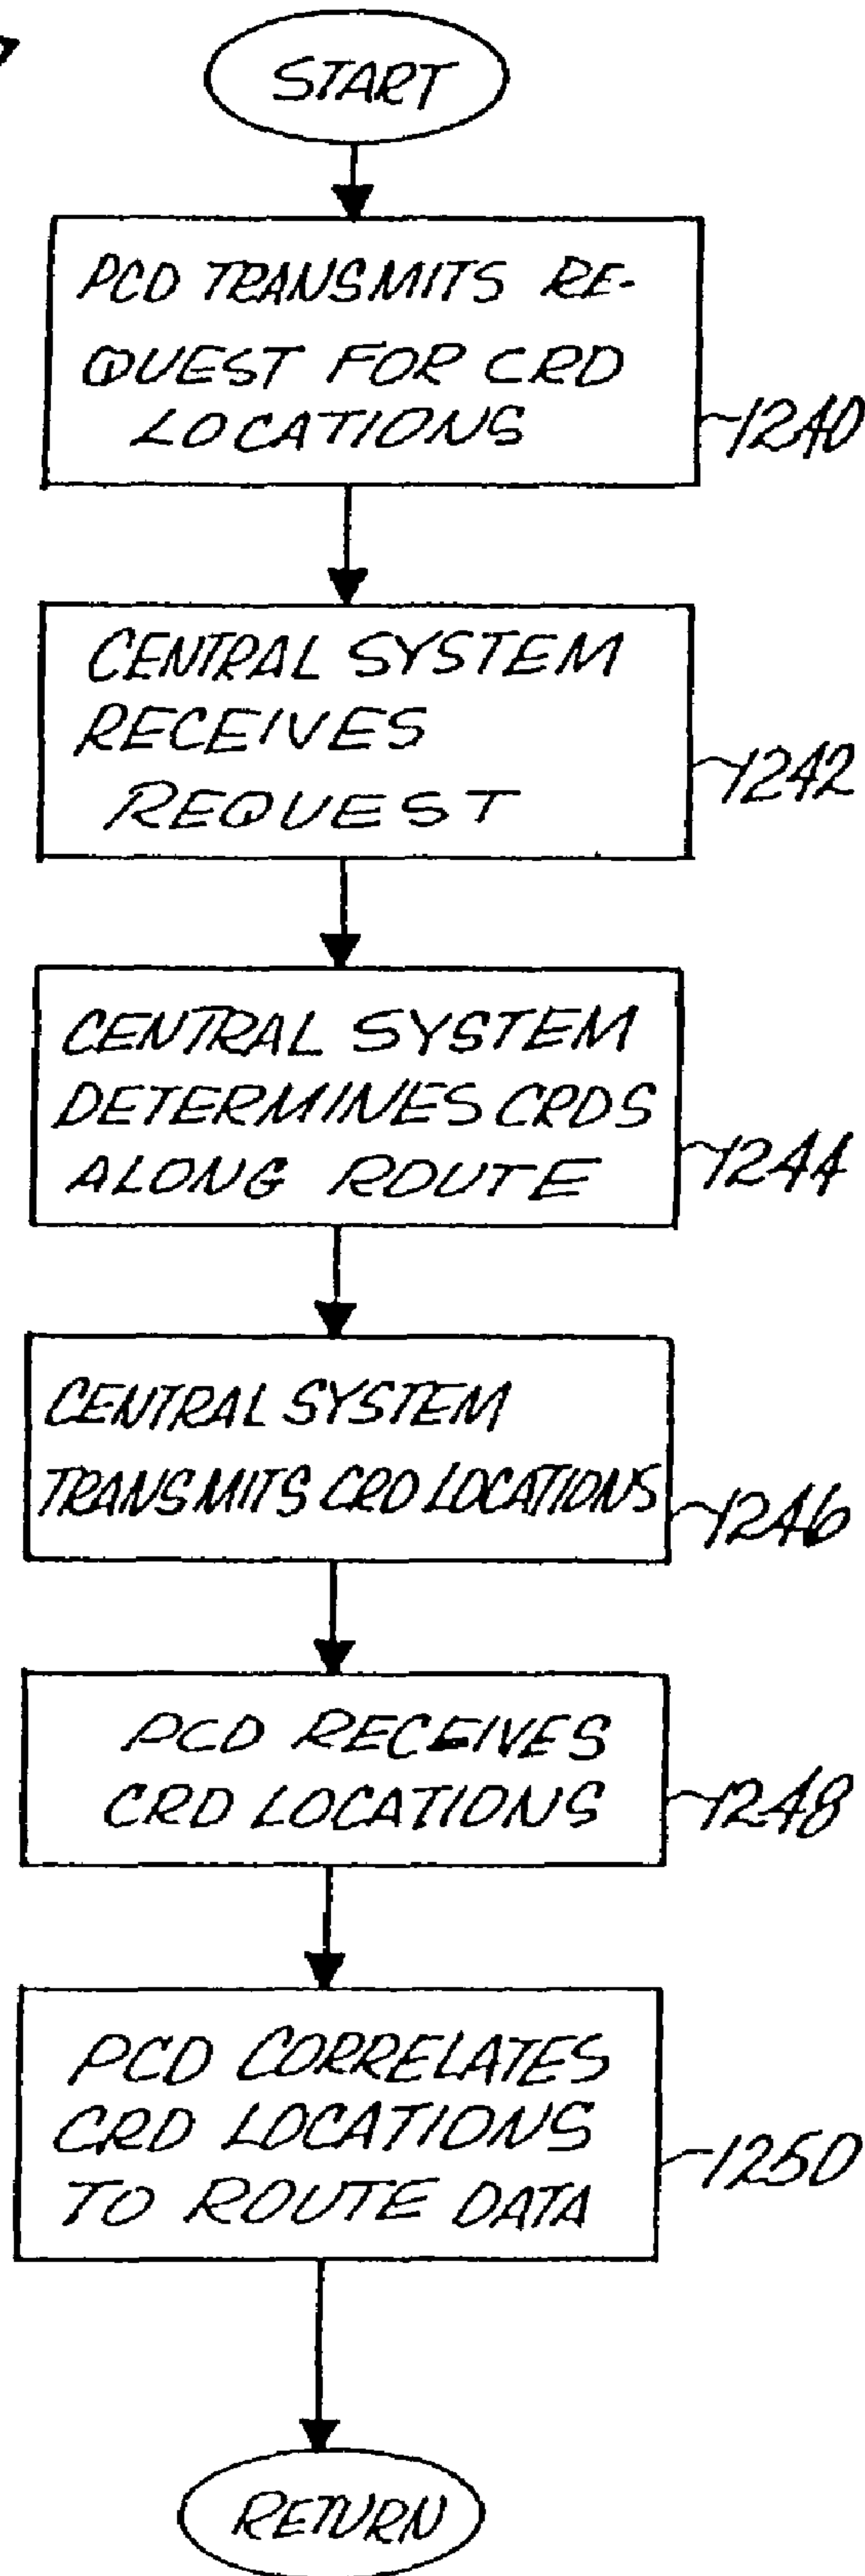 START
PCD TRANSMITS RE-
QUEST FOR CRD
LOCATIONS
1240
CENTRAL SYSTEM
RECEIVES
REQUEST
1242
CENTRAL SYSTEM
DETERMINES CRDS
ALONG ROUTE
1244
CENTRAL SYSTEM
TRANSMITS CRD LOCATIONS
1246
PCD RECEIVES
CRD LOCATIONS
1248
PCD CORRELATES
CRD LOCATIONS
TO ROUTE DATA
1250
RETURN